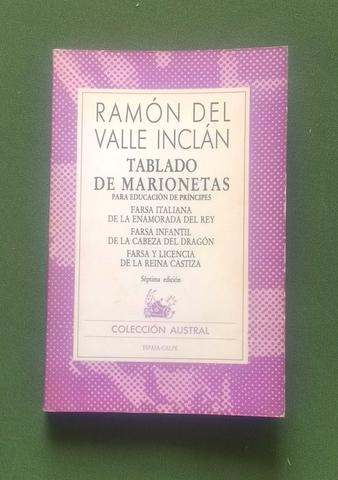 RAMÓN DEL
VALLE INCLÁN
TABLADO
DE MARIONETAS
PARA EDUCACIÓN DE PRÍNCIPES
FARSA ITALIANA
DE LA ENAMORADA DEL REY
FARSA INFANTIL
DE LA CABEZA DEL DRAGÓN
FARSA Y LICENCIA
DE LA REINA CASTIZA
Séptima edición
COLECCIÓN AUSTRAL
ESPASA-CALPE